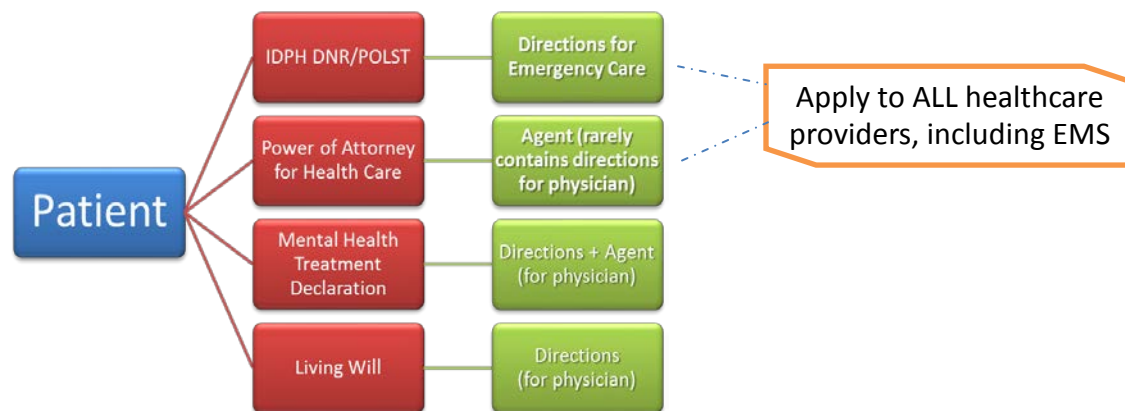 Patient
IDPH DNR/POLST
Directions for
Emergency Care
Apply to ALL healthcare
providers, including EMS
Power of Attorney
for Health Care
Agent (rarely
contains directions
for physician)
Mental Health
Treatment
Declaration
Directions + Agent
(for physician)
Living Will
Directions
(for physician)